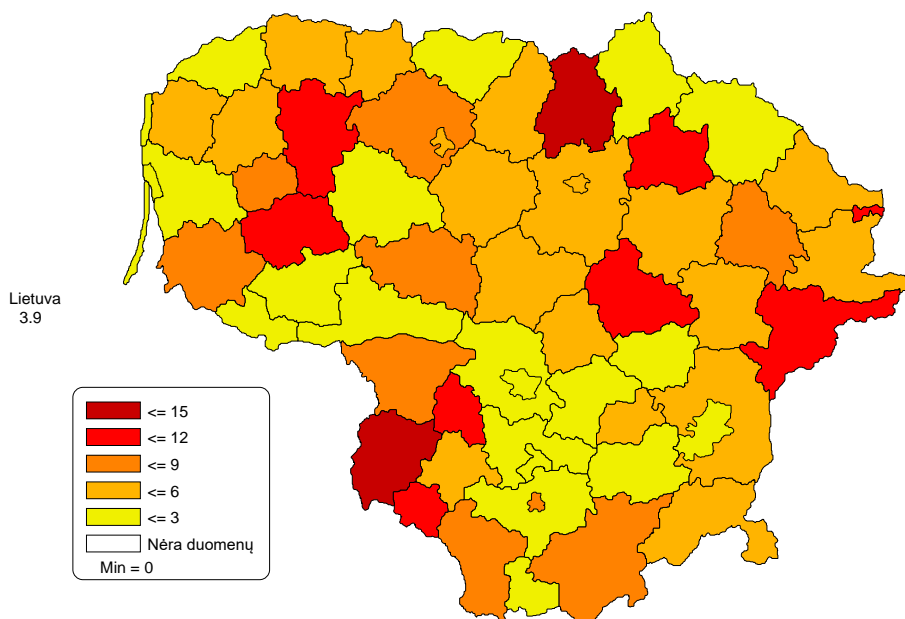 Lietuva
3.9
<= 15
<= 12
<= 9
<= 6
<= 3
Nėra duomenų
Min = 0